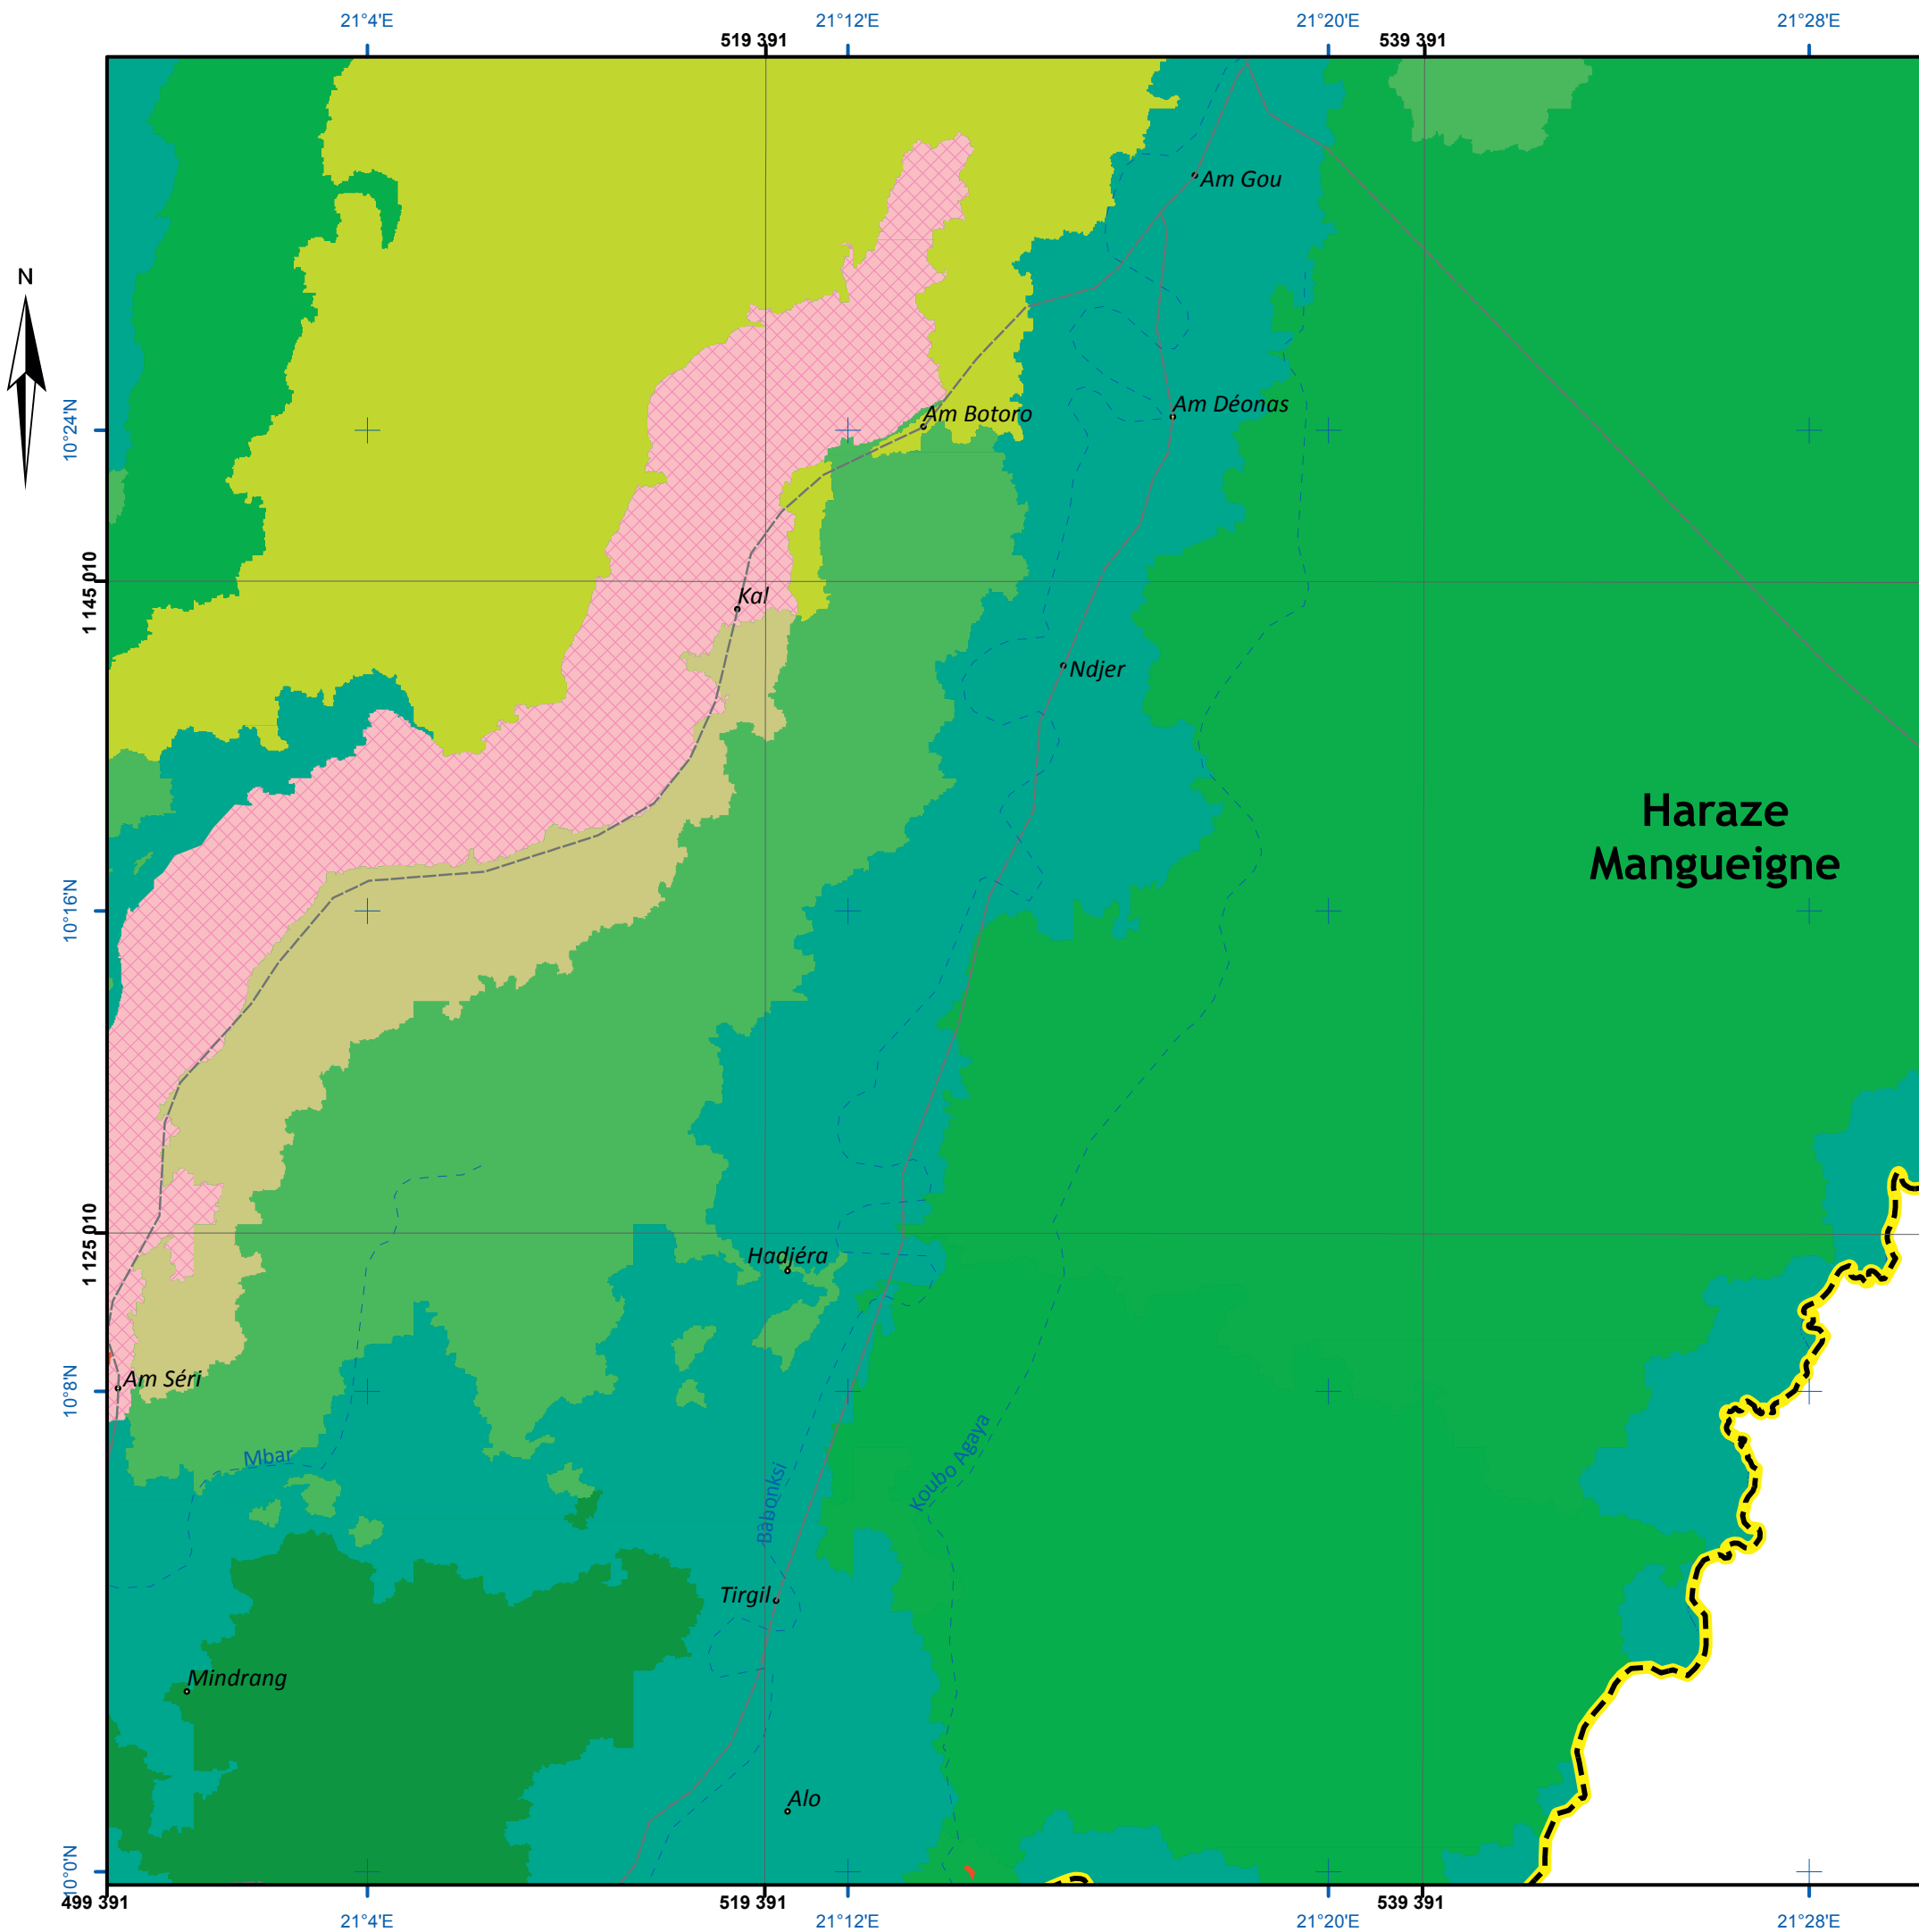 21°4'E
21°12'E
21°20'E
21°28'E
519 391
539 391
Am Gou
N
Am Déonas
Am Botoro
10°24'N
1 145 010
Kal
Ndjer
Haraze
Mangueigne
10°16'N
1 125 010
Hadjéra
Am Séri
10°8'N
Mbar
Babonksi
Koubo Agaya
Tirgil
Mindrang
Alo
10°0'N
499 391
519 391
539 391
21°4'E
21°12'E
21°20'E
21°28'E